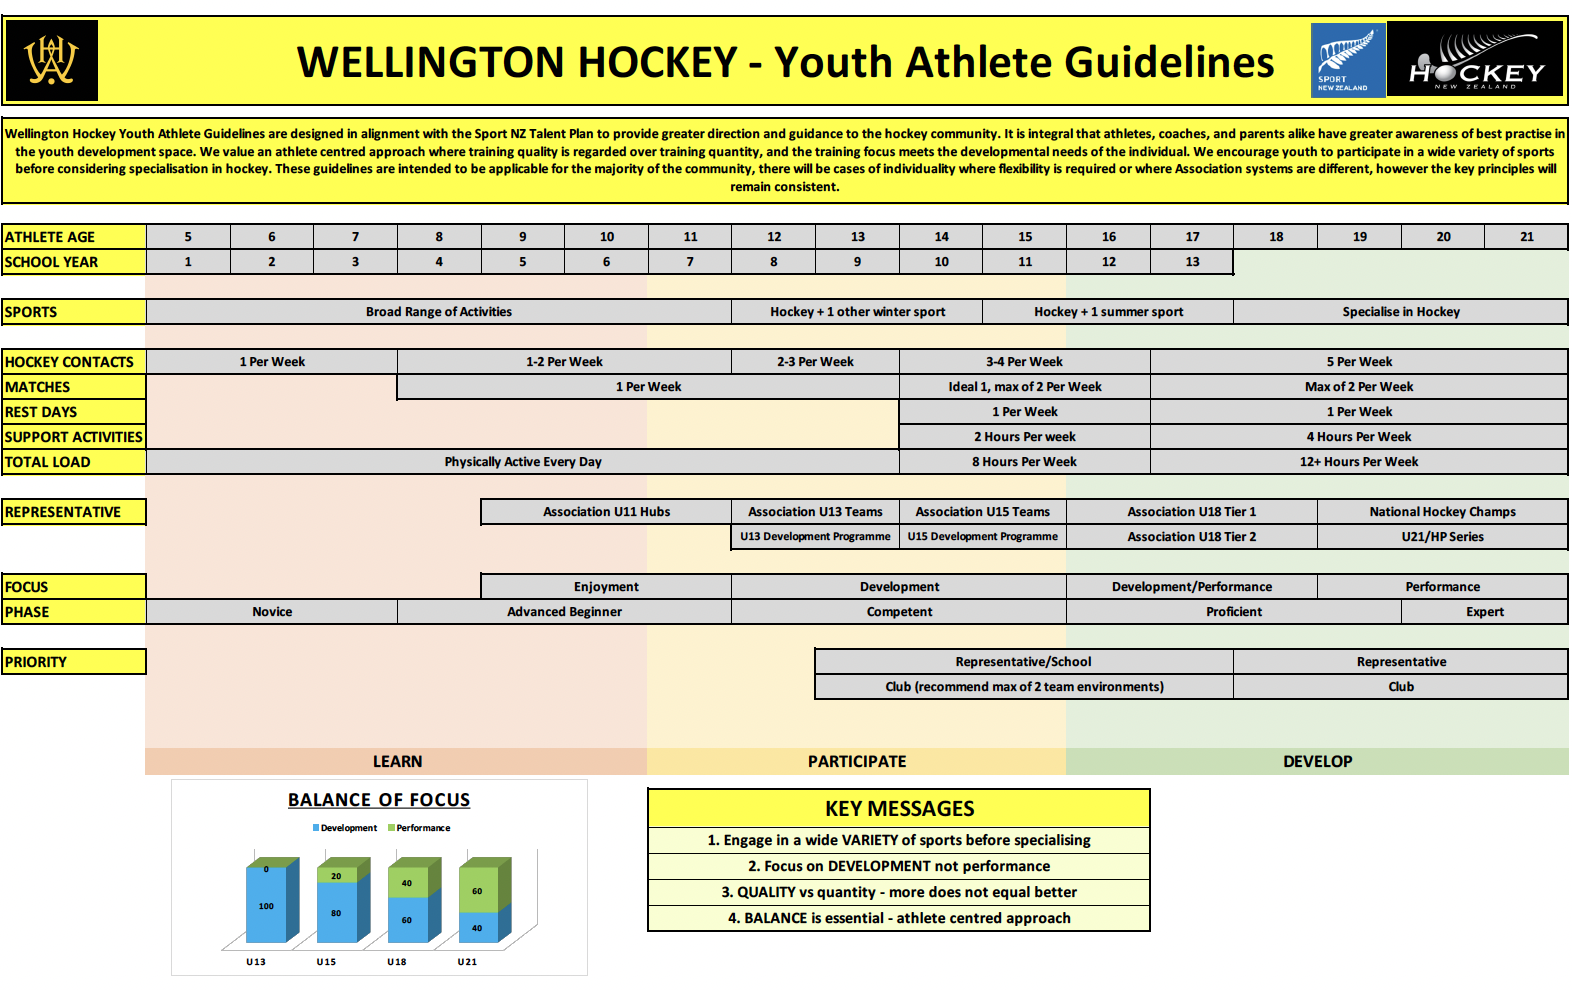 WELLINGTON HOCKEY - Youth Athlete Guidelines
SPORT
NEW ZEALAND
HOCKEY
NEW ZEALAND
Wellington Hockey Youth Athlete Guidelines are designed in alignment with the Sport NZ Talent Plan to provide greater direction and guidance to the hockey community. It is integral that athletes, coaches, and parents alike have greater awareness of best practise in
the youth development space. We value an athlete centred approach where training quality is regarded over training quantity, and the training focus meets the developmental needs of the individual. We encourage youth to participate in a wide variety of sports
before considering specialisation in hockey. These guidelines are intended to be applicable for the majority of the community, there will be cases of individuality where flexibility is required or where Association systems are different, however the key principles will
remain consistent.
ATHLETE AGE 5 6 7 8 9 10 11 12 13 14 15 16 17 18 19 20 21
SCHOOL YEAR 1 2 3 4 5 6 7 8 9 10 11 12 13
SPORTS Broad Range of Activities Hockey + 1 other winter sport Hockey + 1 summer sport Specialise in Hockey
HOCKEY CONTACTS 1 Per Week 1-2 Per Week 2-3 Per Week 3-4 Per Week 5 Per Week
MATCHES 1 Per Week Ideal 1, max of 2 Per Week Max of 2 Per Week
REST DAYS 1 Per Week 1 Per Week
SUPPORT ACTIVITIES 2 Hours Per week 4 Hours Per Week
TOTAL LOAD Physically Active Every Day 8 Hours Per Week 12+ Hours Per Week
REPRESENTATIVE Association U11 Hubs Association U13 Teams Association U15 Teams Association U18 Tier 1 National Hockey Champs
U13 Development Programme U15 Development Programme Association U18 Tier 2 U21/HP Series
FOCUS Enjoyment Development Development/Performance Performance
PHASE Novice Advanced Beginner Competent Proficient Expert
PRIORITY Representative/School Representative
Club (recommend max of 2 team environments) Club
LEARN PARTICIPATE DEVELOP
BALANCE OF FOCUS
Development Performance
0 20 40 60
100 80 60 40
U13 U15 U18 U21
KEY MESSAGES
1. Engage in a wide VARIETY of sports before specialising
2. Focus on DEVELOPMENT not performance
3. QUALITY vs quantity - more does not equal better
4. BALANCE is essential - athlete centred approach